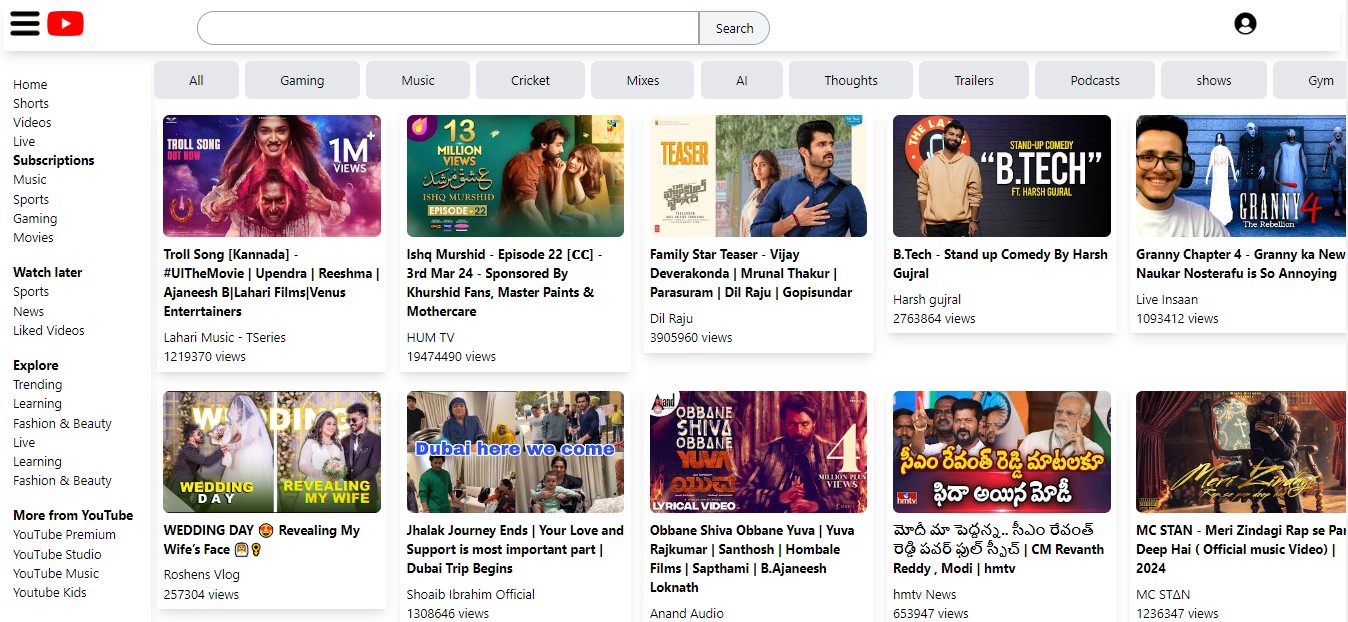 Search
Home
Shorts
Videos
Live
Subscriptions
Music
Sports
Gaming
Movies
Watch later
Sports
News
Liked Videos
Explore
Trending
Learning
Fashion & Beauty
Live
Learning
Fashion & Beauty
More from YouTube
YouTube Premium
YouTube Studio
YouTube Music
Youtube Kids
All
Gaming
Music
Cricket
Mixes
AI
Thoughts
Trailers
Podcasts
shows
Gym
TROLL SONG
OUT NOW
1M+
VIEWS
Troll Song [Kannada] -
#UITheMovie | Upendra | Reeshma |
Ajaneesh B|Lahari Films|Venus
Enterrtainers
Lahari Music - TSeries
1219370 views
13
MILLION
VIEWS
عشق مرشد
ISHQ MURSHID
EPISODE - 22
Ishq Murshid - Episode 22 [𝐂𝐂] -
3rd Mar 24 - Sponsored By
Khurshid Fans, Master Paints &
Mothercare
HUM TV
19474490 views
TEASER
Family Star Teaser - Vijay
Deverakonda | Mrunal Thakur |
Parasuram | Dil Raju | Gopisundar
Dil Raju
3905960 views
THE LA
STAND-UP COMEDY
“B.TECH”
FT. HARSH GUJRAL
B.Tech - Stand up Comedy By Harsh
Gujral
Harsh gujral
2763864 views
GRANNY 4
The Rebellion
Granny Chapter 4 - Granny ka New
Naukar Nosterafu is So Annoying
Live Insaan
1093412 views
WEDDING
WEDDING
DAY
REVEALING
MY WIFE
WEDDING DAY 😍 Revealing My
Wife’s Face
Roshens Vlog
257304 views
Dubai here we come
Jhalak Journey Ends | Your Love and
Support is most important part |
Dubai Trip Begins
Shoaib Ibrahim Official
1308646 views
Anand
OBBANE
SHIVA
OBBANE
YUVA
ಯುವ
LYRICAL VIDEO
4
MILLION PLUS
VIEWS
Obbane Shiva Obbane Yuva | Yuva
Rajkumar | Santhosh | Hombale
Films | Sapthami | B.Ajaneesh
Loknath
Anand Audio
సీఎం రేవంత్ రెడ్డి మాటలకూ
ఫిదా అయిన మోడీ
hmtv
మోదీ మా పెద్దన్న.. సీఎం రేవంత్
రెడ్డి పవర్ ఫుల్ స్పీచ్ | CM Revanth
Reddy , Modi | hmtv
hmtv News
653947 views
Meri Zindagi
Rap se par deep hai
MC STAN - Meri Zindagi Rap se Par
Deep Hai ( Official music Video) |
2024
MC STΔN
1236347 views